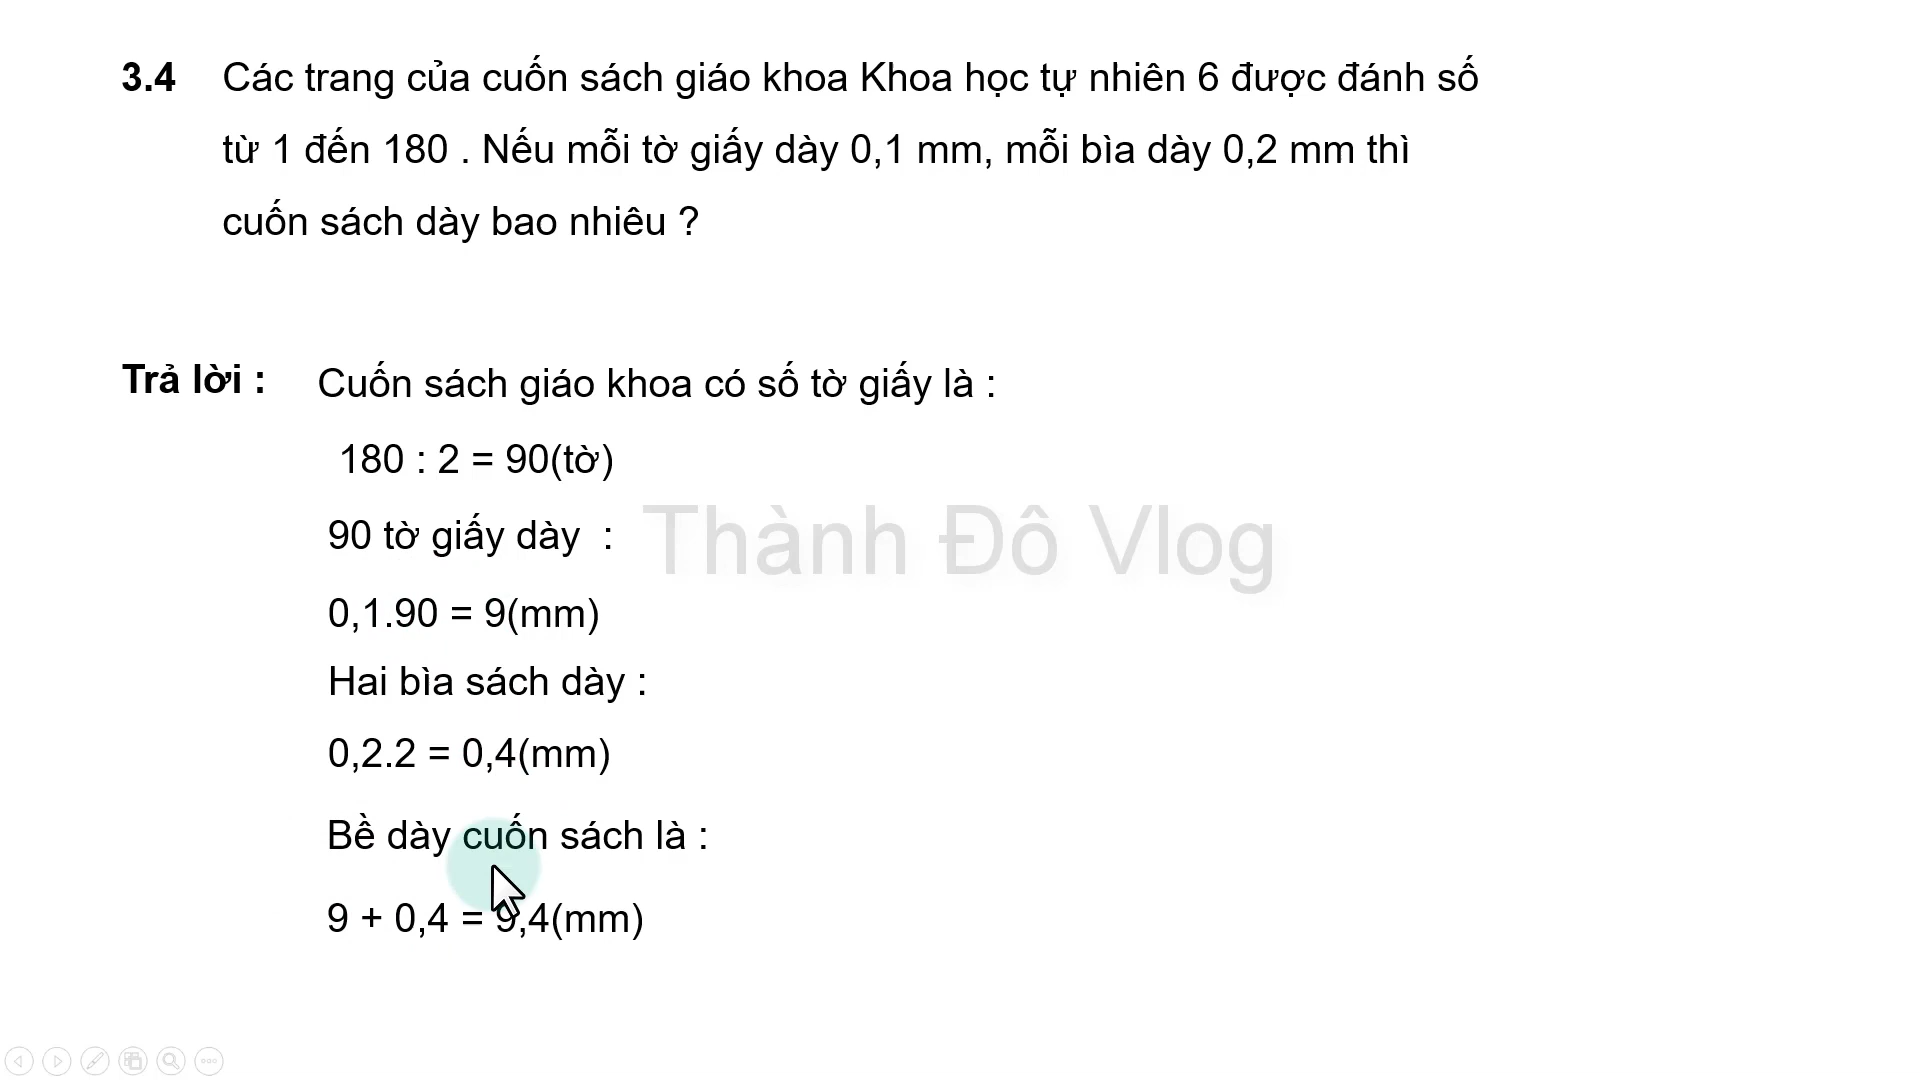 3.4 Các trang của cuốn sách giáo khoa Khoa học tự nhiên 6 được đánh số
từ 1 đến 180 . Nếu mỗi tờ giấy dày 0,1 mm, mỗi bìa dày 0,2 mm thì
cuốn sách dày bao nhiêu ?
Trả lời : Cuốn sách giáo khoa có số tờ giấy là :
180 : 2 = 90(tờ)
90 tờ giấy dày :
Thành Đô Vlog
0,1.90 = 9(mm)
Hai bìa sách dày :
0,2.2 = 0,4(mm)
Bề dày cuốn sách là :
9 + 0,4 = 9,4(mm)